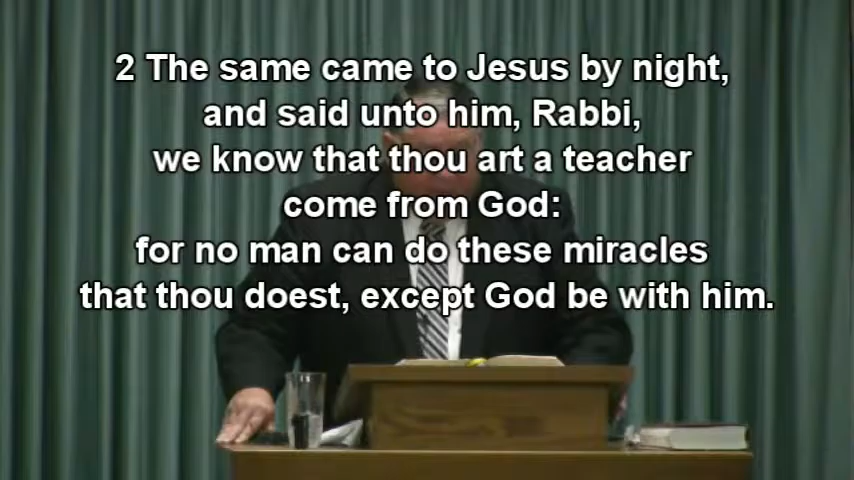 2 The same came to Jesus by night,
and said unto him, Rabbi,
we know that thou art a teacher
come from God:
for no man can do these miracles
that thou doest, except God be with him.